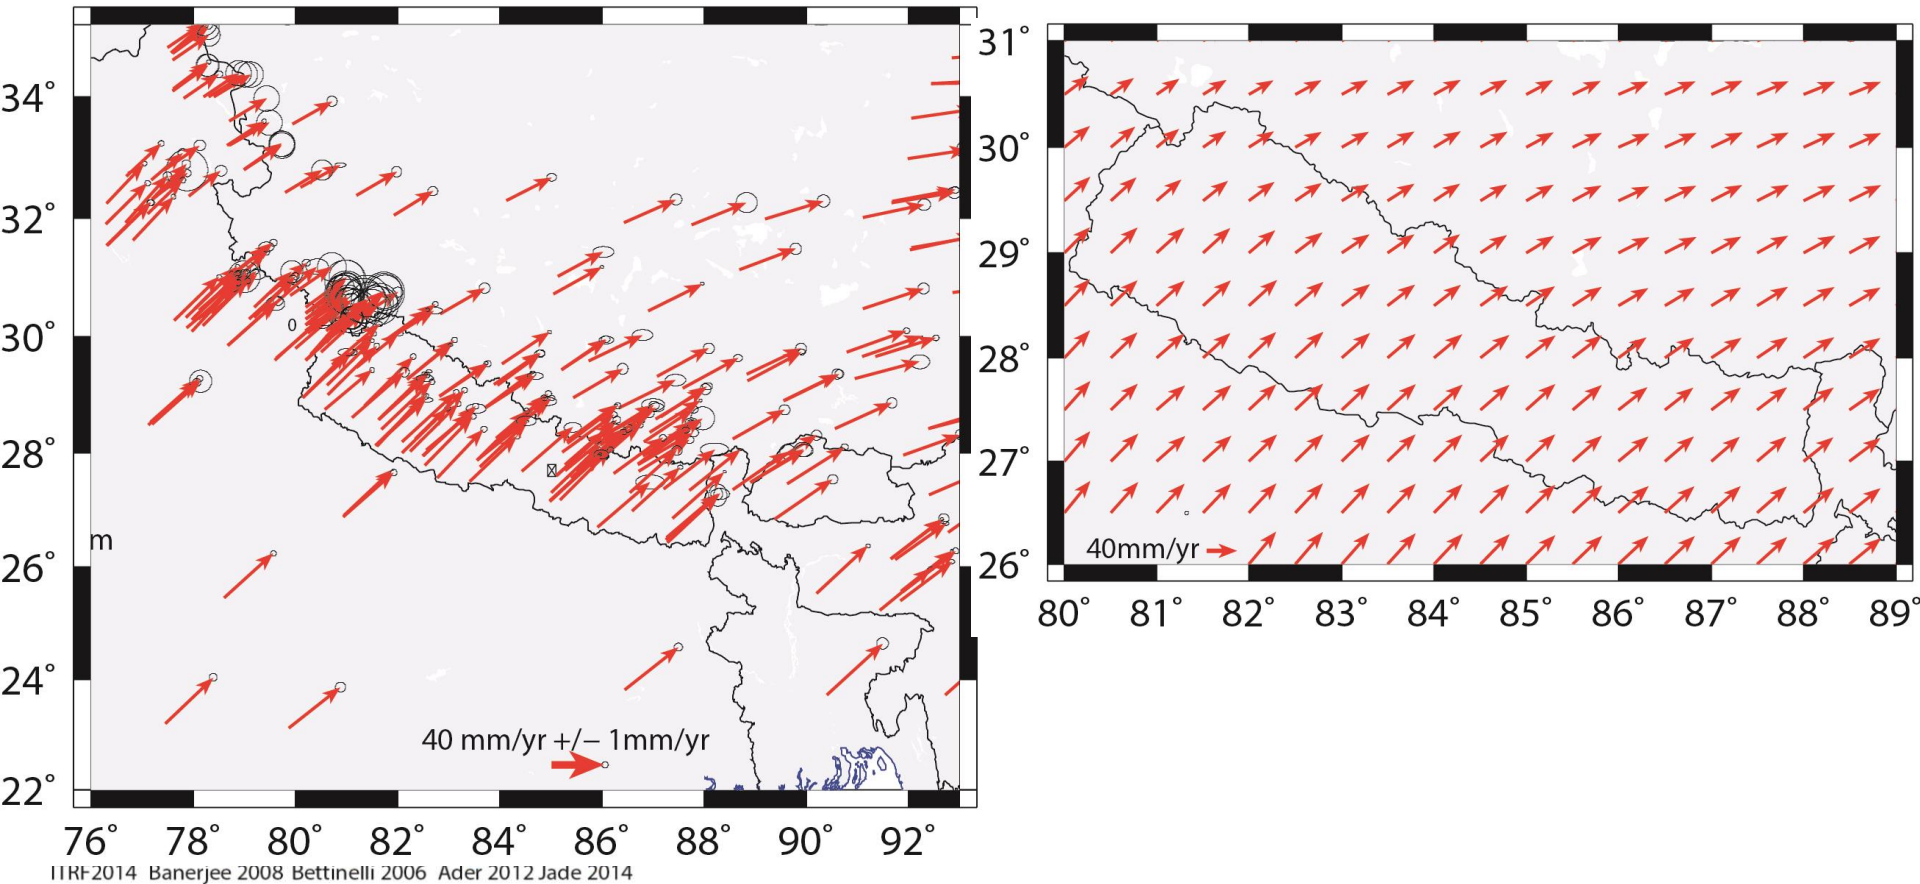 34°
32°
30°
28°
26°
24°
22°
0
m
40 mm/yr +/− 1mm/yr
76° 78° 80° 82° 84° 86° 88° 90° 92°
ITRF2014 Banerjee 2008 Bettinelli 2006 Ader 2012 Jade 2014
31°
30°
29°
28°
27°
26°
40mm/yr
80° 81° 82° 83° 84° 85° 86° 87° 88° 89°